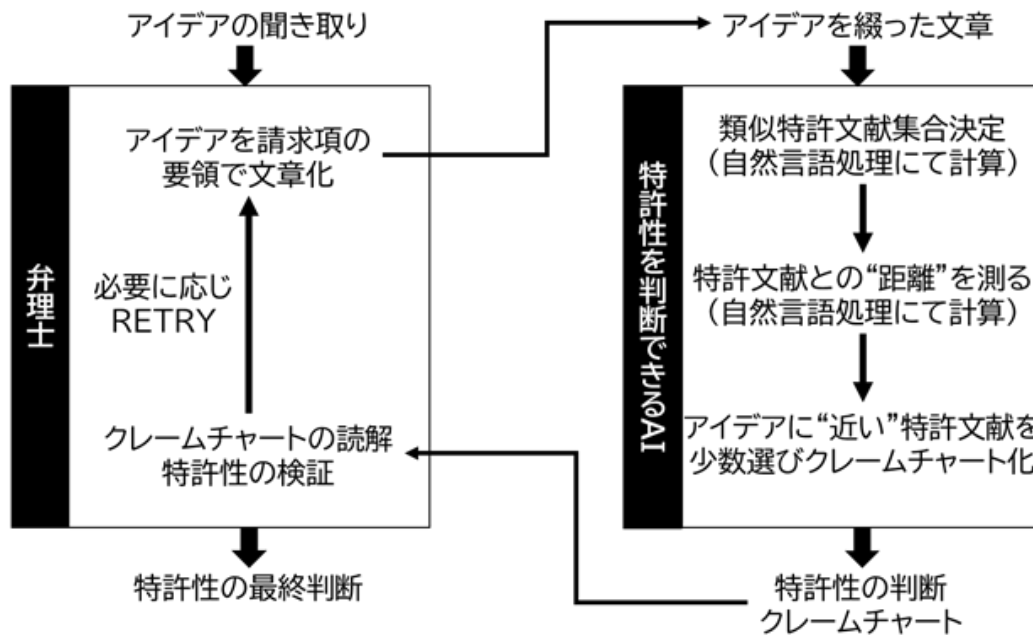 アイデアの聞き取り
弁理士
アイデアを請求項の
要領で文章化
必要に応じ
RETRY
クレームチャートの読解
特許性の検証
特許性の最終判断
アイデアを綴った文章
特許性を判断できるAI
類似特許文献集合決定
（自然言語処理にて計算）
特許文献との“距離”を測る
（自然言語処理にて計算）
アイデアに“近い”特許文献を
少数選びクレームチャート化
特許性の判断
クレームチャート